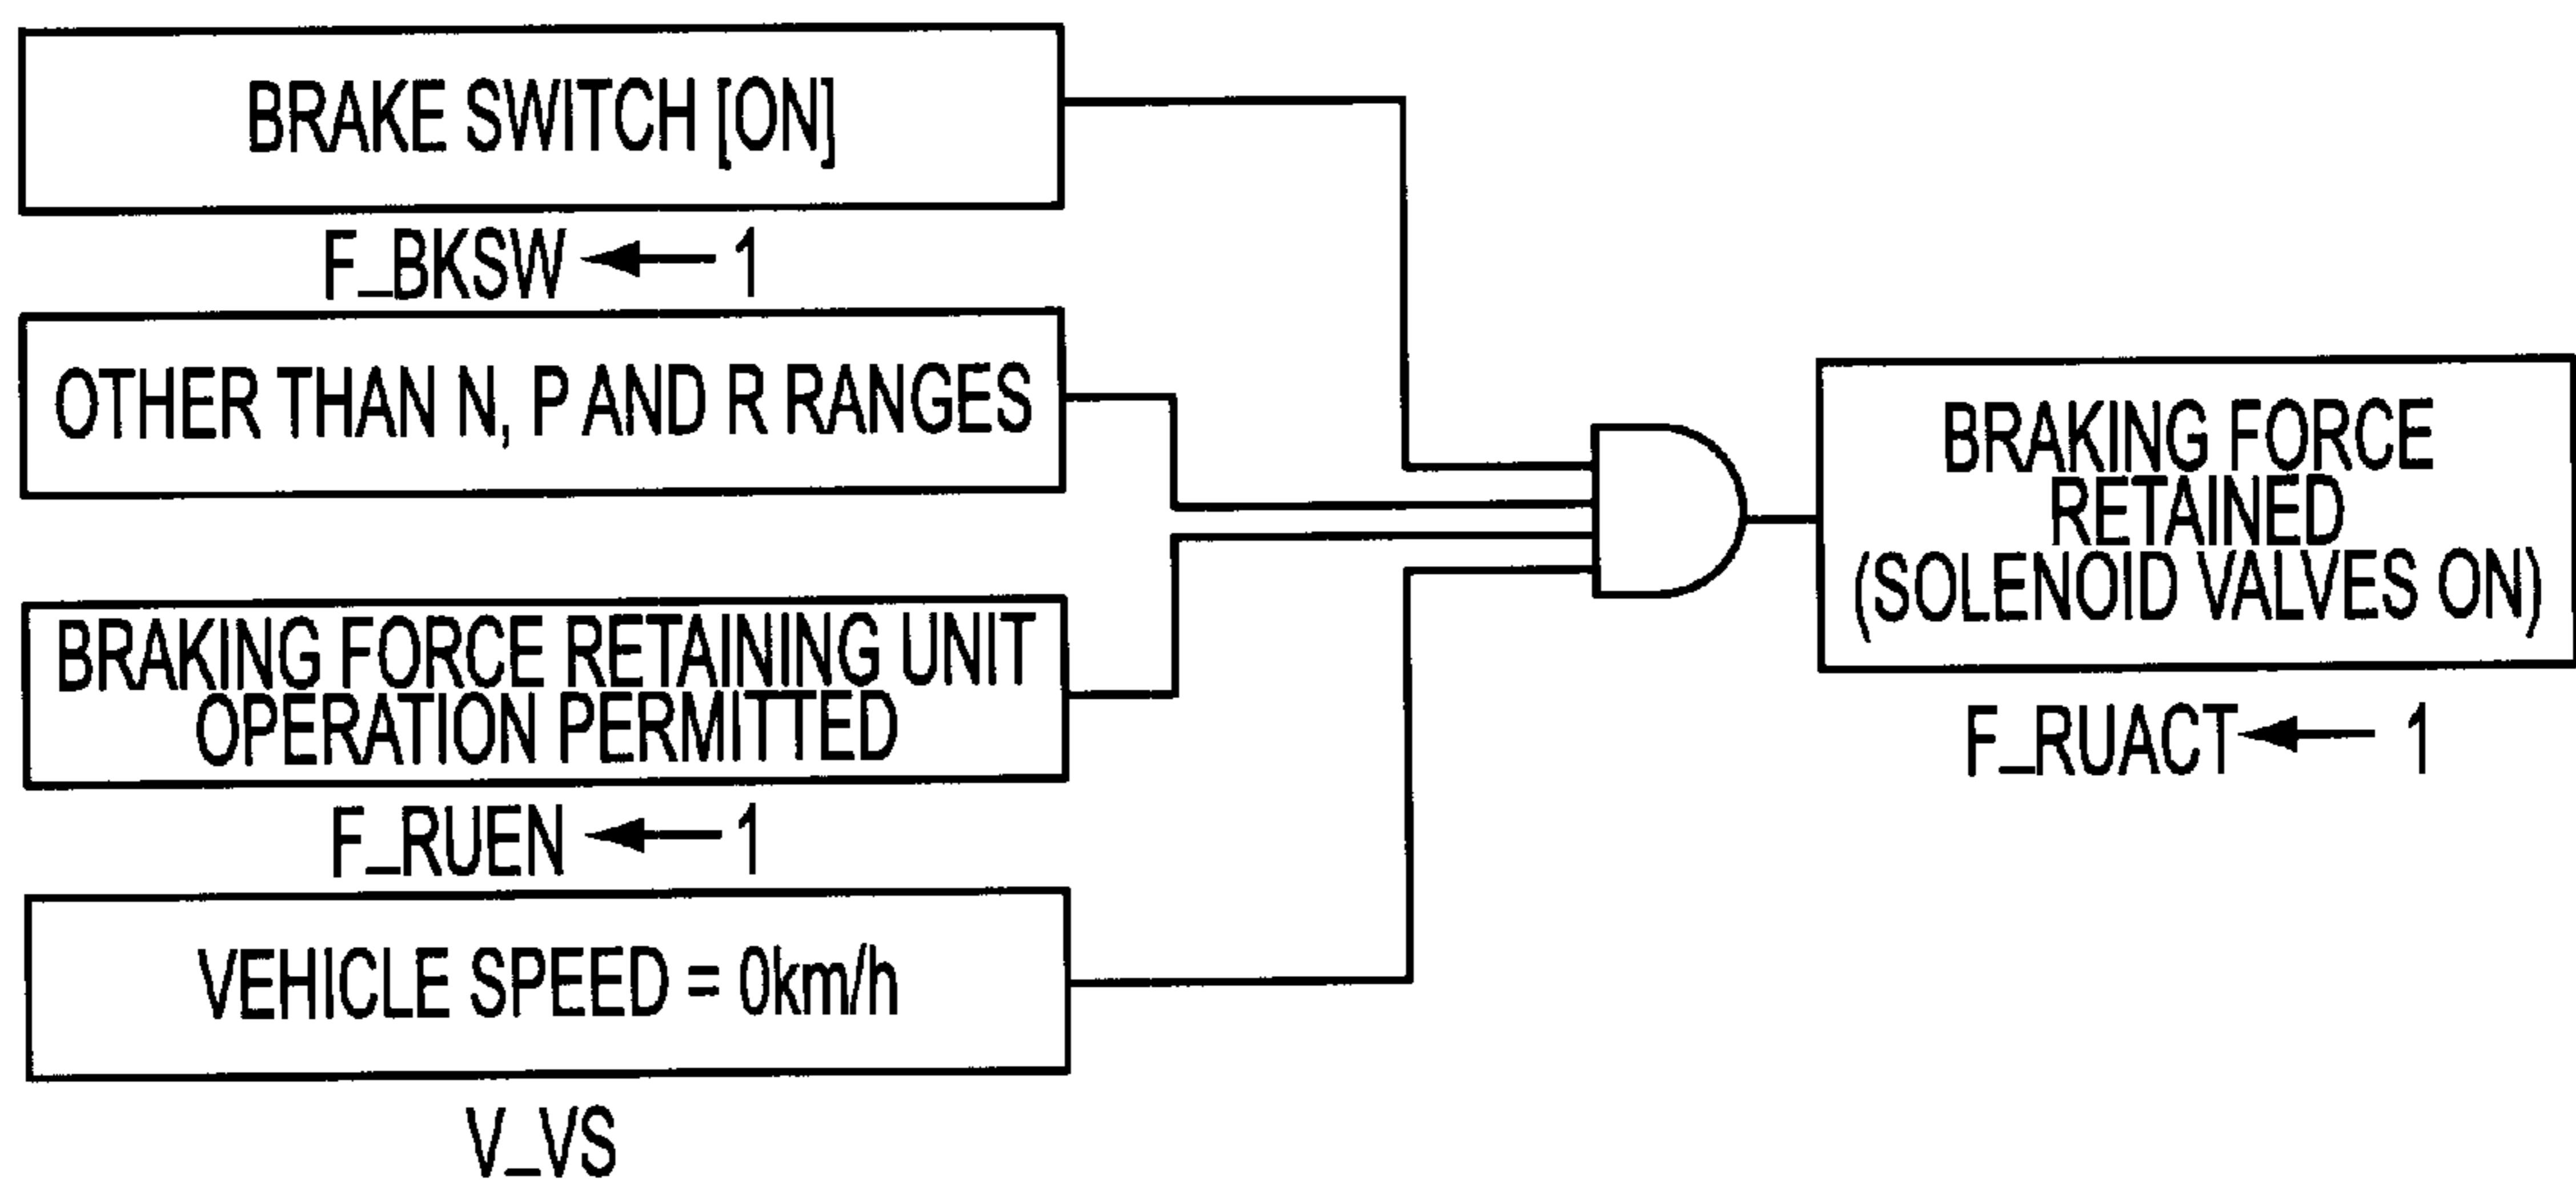 BRAKE SWITCH [ON]
F_BKSW ← 1
OTHER THAN N, P AND R RANGES
BRAKING FORCE RETAINING UNIT
OPERATION PERMITTED
F_RUEN ← 1
VEHICLE SPEED = 0km/h
V_VS
BRAKING FORCE
RETAINED
(SOLENOID VALVES ON)
F_RUACT ← 1